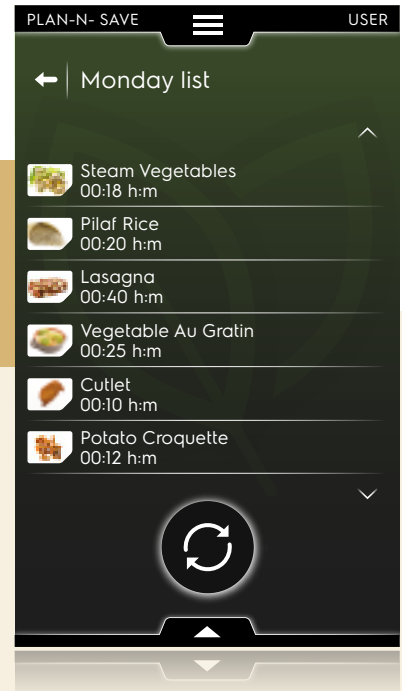 PLAN-N- SAVE
USER
Monday list
Steam Vegetables
00:18 h:m
Pilaf Rice
00:20 h:m
Lasagna
00:40 h:m
Vegetable Au Gratin
00:25 h:m
Cutlet
00:10 h:m
Potato Croquette
00:12 h:m